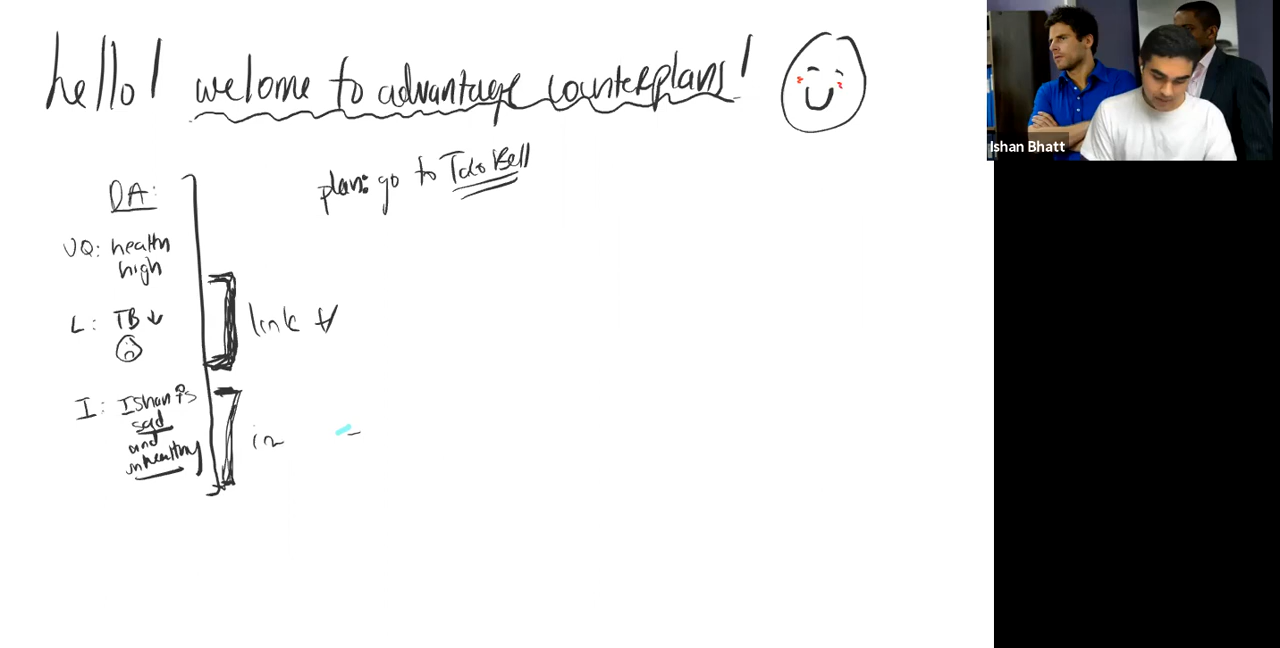 hello! welome to advantage counterplans!
plan: go to Taco Bell
DA:
UQ: health
high
L: TB ↓
link
I: Ishan is
sad
and
unhealthy
Ishan Bhatt